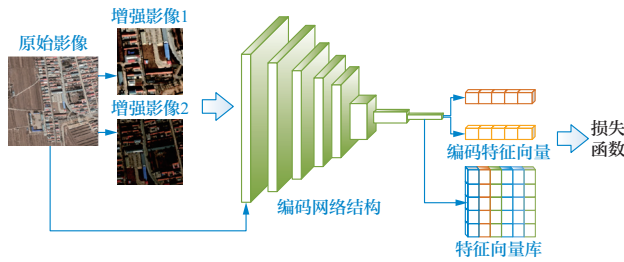 原始影像
增强影像1
增强影像2
编码网络结构
编码特征向量
特征向量库
损失
函数